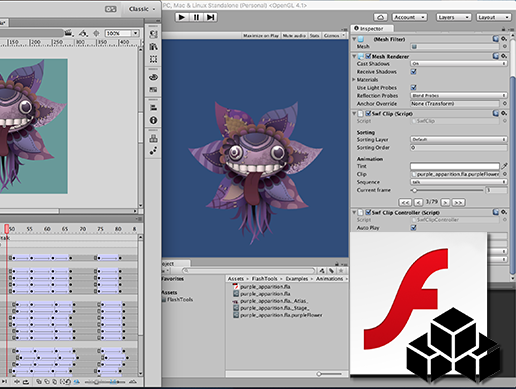 Classic
100%
talk
50 55 60 65 70 75 80 8
PC, Mac & Linux Standalone (Personal) <OpenGL 4.1>
Account
Layers
Layout
Maximize on Play
Mute audio
Stats
Gizmos
Inspector
(Mesh Filter)
Mesh
Mesh Renderer
Cast Shadows
On
Receive Shadows
Materials
Use Light Probes
Reflection Probes
Blend Probes
Anchor Override
None (Transform)
Swf Clip (Script)
Script
SwfClip
Sorting
Sorting Layer
Default
Sorting Order
0
Animation
Tint
Clip
purple_apparition.fla.purpleFlower
Sequence
talk
Current frame
3
<< < 3/79 > >>
Swf Clip Controller (Script)
Script
SwfClipController
Auto Play
Project
Favorites
Assets
FlashTools
Assets > FlashTools > Examples > Animations
purple_apparition.fla
purple_apparition.fla
purple_apparition.fla._Atlas_
purple_apparition.fla._Stage_
purple_apparition.fla.purpleFlower